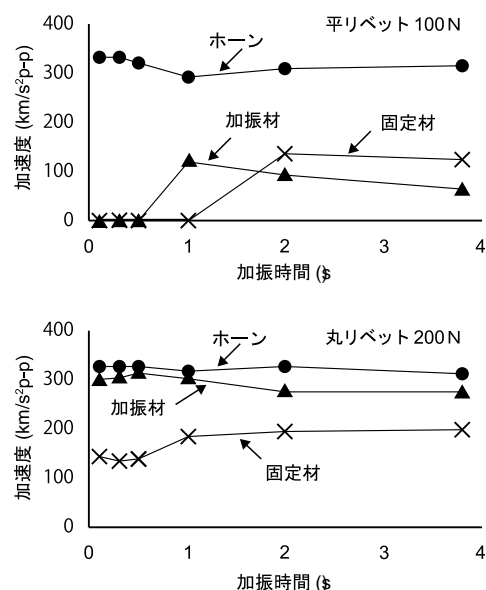 平リベット 100N
400
ホーン
300
加速度 (km/s²p-p)
加振材
200
固定材
100
0
0 1 2 3 4
加振時間 (s)
丸リベット 200N
400
ホーン
300
加速度 (km/s²p-p)
加振材
200
固定材
100
0
0 1 2 3 4
加振時間 (s)